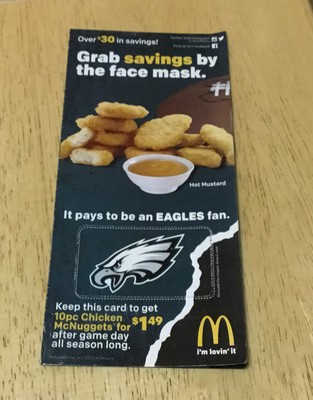 Over $30 in savings!
Grab savings by
the face mask.
Hot Mustard
It pays to be an EAGLES fan.
Keep this card to get
10pc Chicken
McNuggets for $1 49
after game day
all season long.
i'm lovin' it